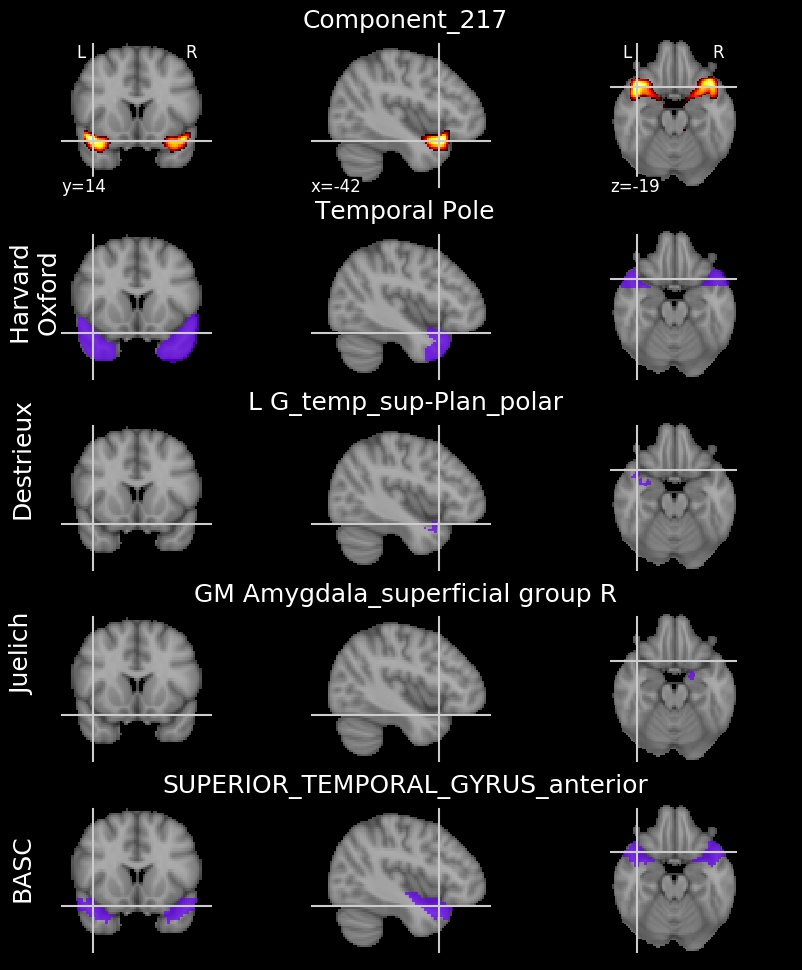 Component_217
L R L R
y=14 x=-42 z=-19
Temporal Pole
Harvard
Oxford
L G_temp_sup-Plan_polar
Destrieux
GM Amygdala_superficial group R
Juelich
SUPERIOR_TEMPORAL_GYRUS_anterior
BASC